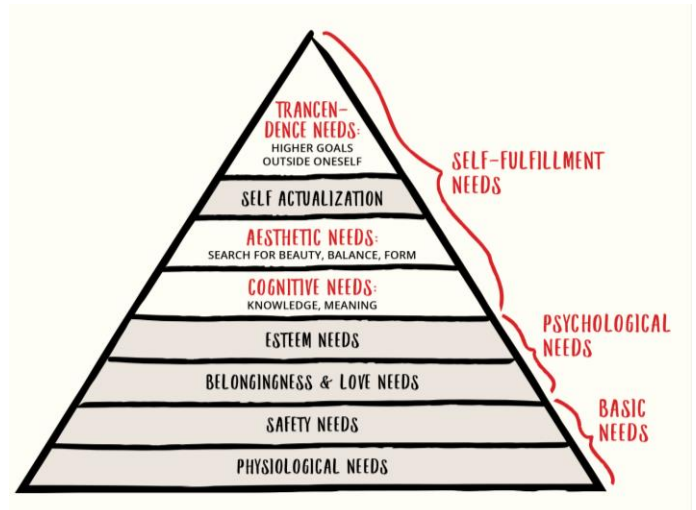 TRANCEN-
DENCE NEEDS:
HIGHER GOALS
OUTSIDE ONESELF
SELF ACTUALIZATION
AESTHETIC NEEDS:
SEARCH FOR BEAUTY, BALANCE, FORM
COGNITIVE NEEDS:
KNOWLEDGE, MEANING
ESTEEM NEEDS
BELONGINGNESS & LOVE NEEDS
SAFETY NEEDS
PHYSIOLOGICAL NEEDS
SELF-FULFILLMENT
NEEDS
PSYCHOLOGICAL
NEEDS
BASIC
NEEDS